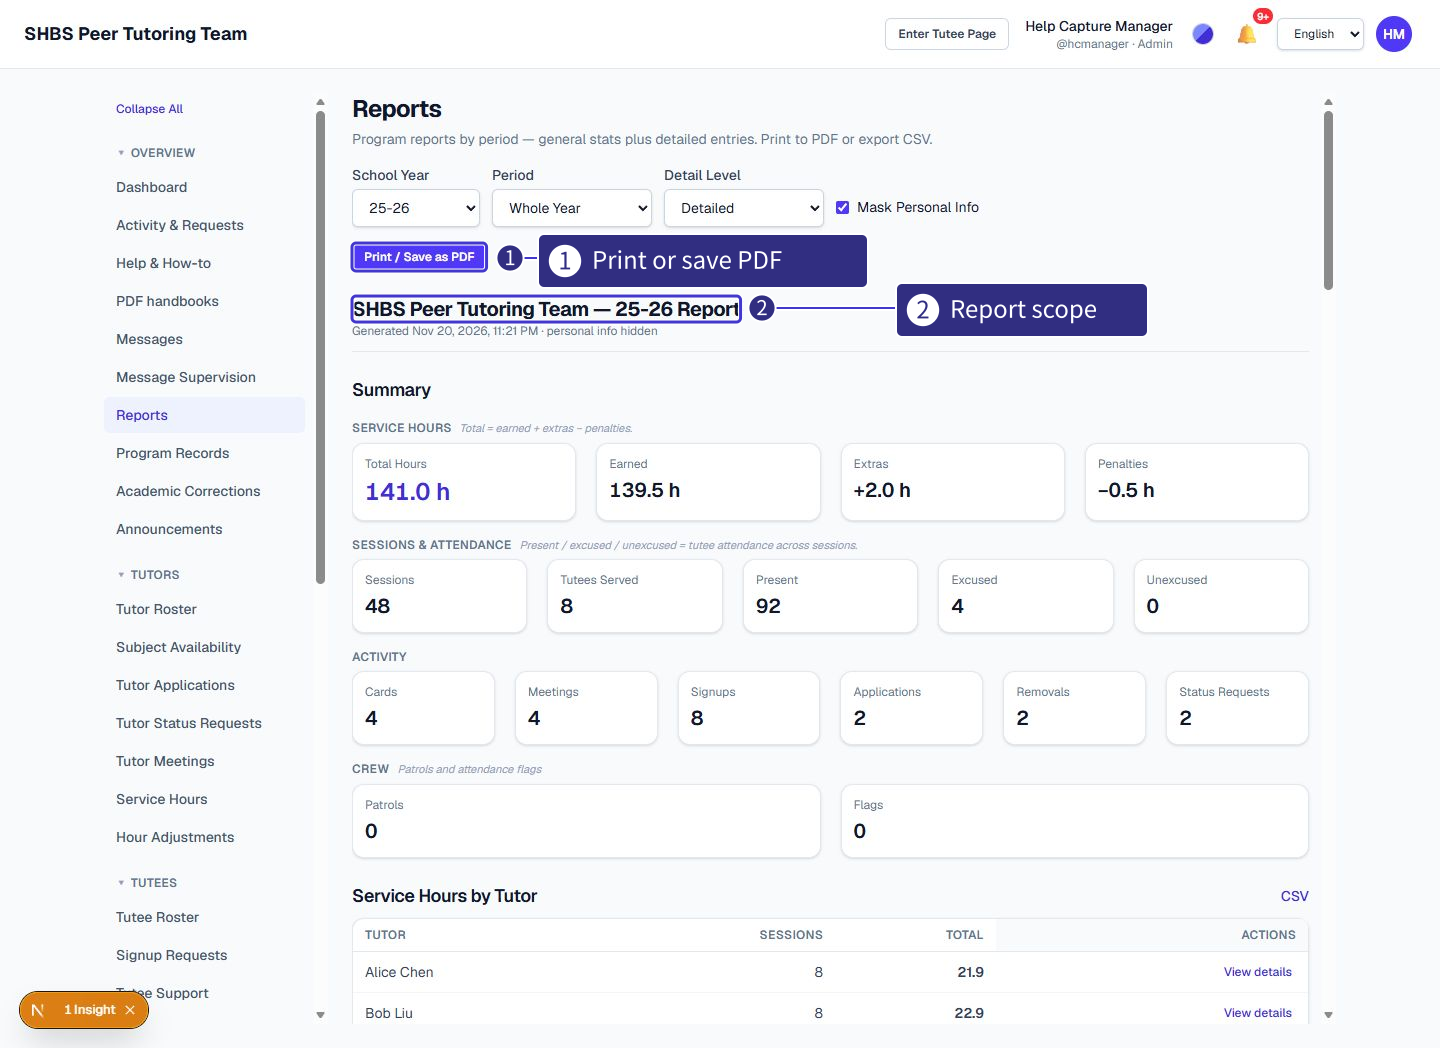 SHBS Peer Tutoring Team
Enter Tutee Page
Help Capture Manager
@hcmanager · Admin
9+
English
HM
Collapse All
OVERVIEW
Dashboard
Activity & Requests
Help & How-to
PDF handbooks
Messages
Message Supervision
Reports
Program Records
Academic Corrections
Announcements
TUTORS
Tutor Roster
Subject Availability
Tutor Applications
Tutor Status Requests
Tutor Meetings
Service Hours
Hour Adjustments
TUTEES
Tutee Roster
Signup Requests
Tutee Support
1 Insight
Reports
Program reports by period — general stats plus detailed entries. Print to PDF or export CSV.
School Year Period Detail Level
25-26 Whole Year Detailed Mask Personal Info
Print / Save as PDF 1 1 Print or save PDF
SHBS Peer Tutoring Team — 25-26 Report 2 2 Report scope
Generated Nov 20, 2026, 11:21 PM · personal info hidden
Summary
SERVICE HOURS Total = earned + extras − penalties.
Total Hours Earned Extras Penalties
141.0 h 139.5 h +2.0 h −0.5 h
SESSIONS & ATTENDANCE Present / excused / unexcused = tutee attendance across sessions.
Sessions Tutees Served Present Excused Unexcused
48 8 92 4 0
ACTIVITY
Cards Meetings Signups Applications Removals Status Requests
4 4 8 2 2 2
CREW Patrols and attendance flags
Patrols Flags
0 0
Service Hours by Tutor CSV
TUTOR SESSIONS TOTAL ACTIONS
Alice Chen 8 21.9 View details
Bob Liu 8 22.9 View details